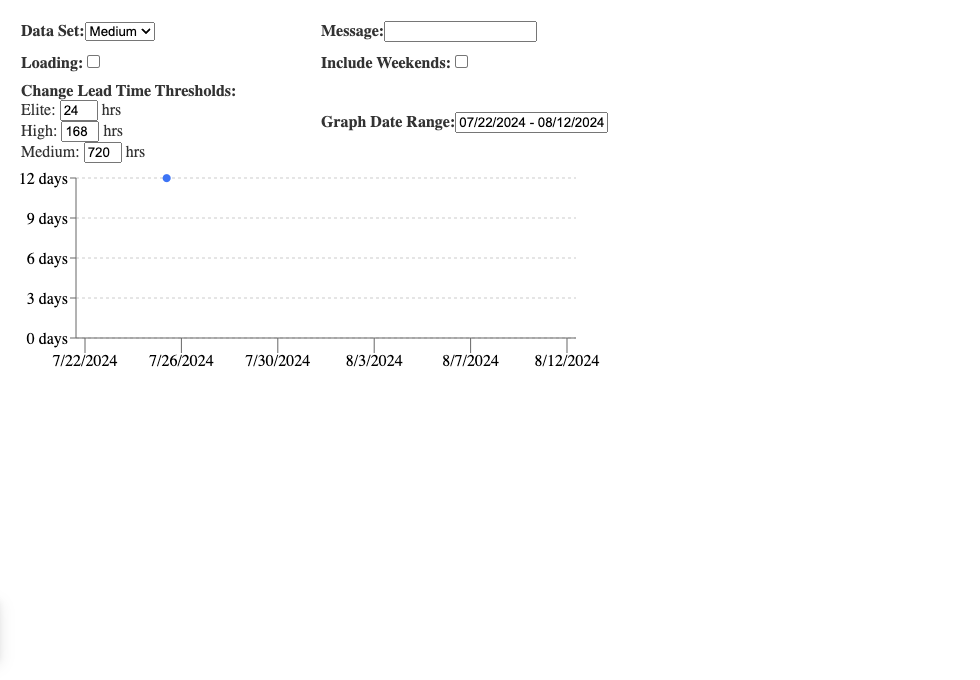 Data Set: Medium Message:
Loading: Include Weekends:
Change Lead Time Thresholds:
Elite: 24 hrs
High: 168 hrs
Medium: 720 hrs
Graph Date Range: 07/22/2024 - 08/12/2024
12 days
9 days
6 days
3 days
0 days
7/22/2024 7/26/2024 7/30/2024 8/3/2024 8/7/2024 8/12/2024